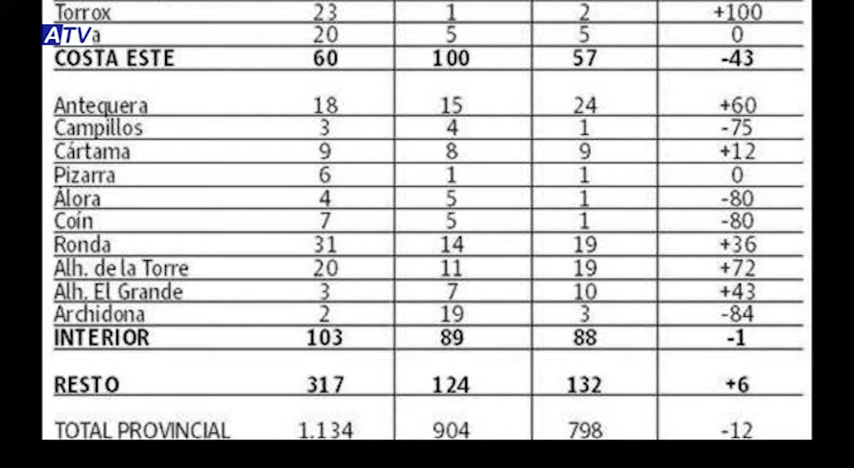 Torrox 23 1 2 +100
ATV
a 20 5 5 0
COSTA ESTE 60 100 57 -43
Antequera 18 15 24 +60
Campillos 3 4 1 -75
Cártama 9 8 9 +12
Pizarra 6 1 1 0
Álora 4 5 1 -80
Coín 7 5 1 -80
Ronda 31 14 19 +36
Alh. de la Torre 20 11 19 +72
Alh. El Grande 3 7 10 +43
Archidona 2 19 3 -84
INTERIOR 103 89 88 -1
RESTO 317 124 132 +6
TOTAL PROVINCIAL 1.134 904 798 -12